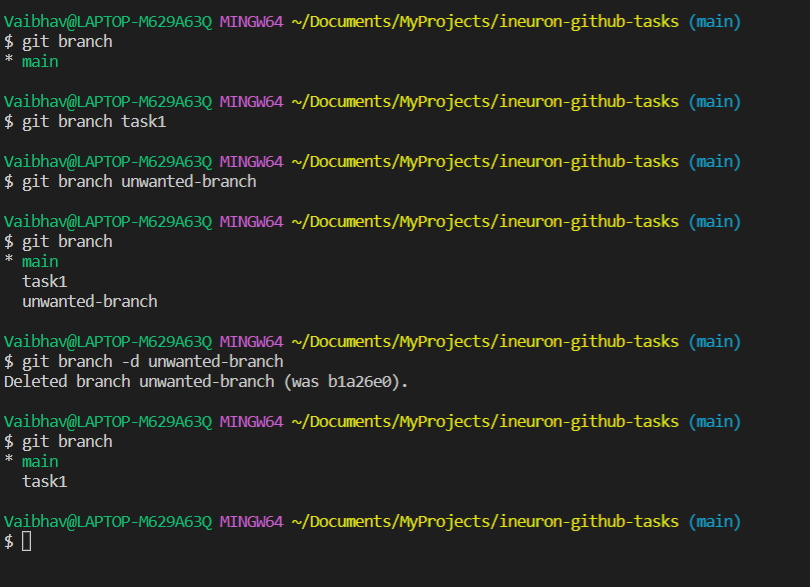 Vaibhav@LAPTOP-M629A63Q MINGW64 ~/Documents/MyProjects/ineuron-github-tasks (main)
$ git branch
* main
Vaibhav@LAPTOP-M629A63Q MINGW64 ~/Documents/MyProjects/ineuron-github-tasks (main)
$ git branch task1
Vaibhav@LAPTOP-M629A63Q MINGW64 ~/Documents/MyProjects/ineuron-github-tasks (main)
$ git branch unwanted-branch
Vaibhav@LAPTOP-M629A63Q MINGW64 ~/Documents/MyProjects/ineuron-github-tasks (main)
$ git branch
* main
  task1
  unwanted-branch
Vaibhav@LAPTOP-M629A63Q MINGW64 ~/Documents/MyProjects/ineuron-github-tasks (main)
$ git branch -d unwanted-branch
Deleted branch unwanted-branch (was b1a26e0).
Vaibhav@LAPTOP-M629A63Q MINGW64 ~/Documents/MyProjects/ineuron-github-tasks (main)
$ git branch
* main
  task1
Vaibhav@LAPTOP-M629A63Q MINGW64 ~/Documents/MyProjects/ineuron-github-tasks (main)
$